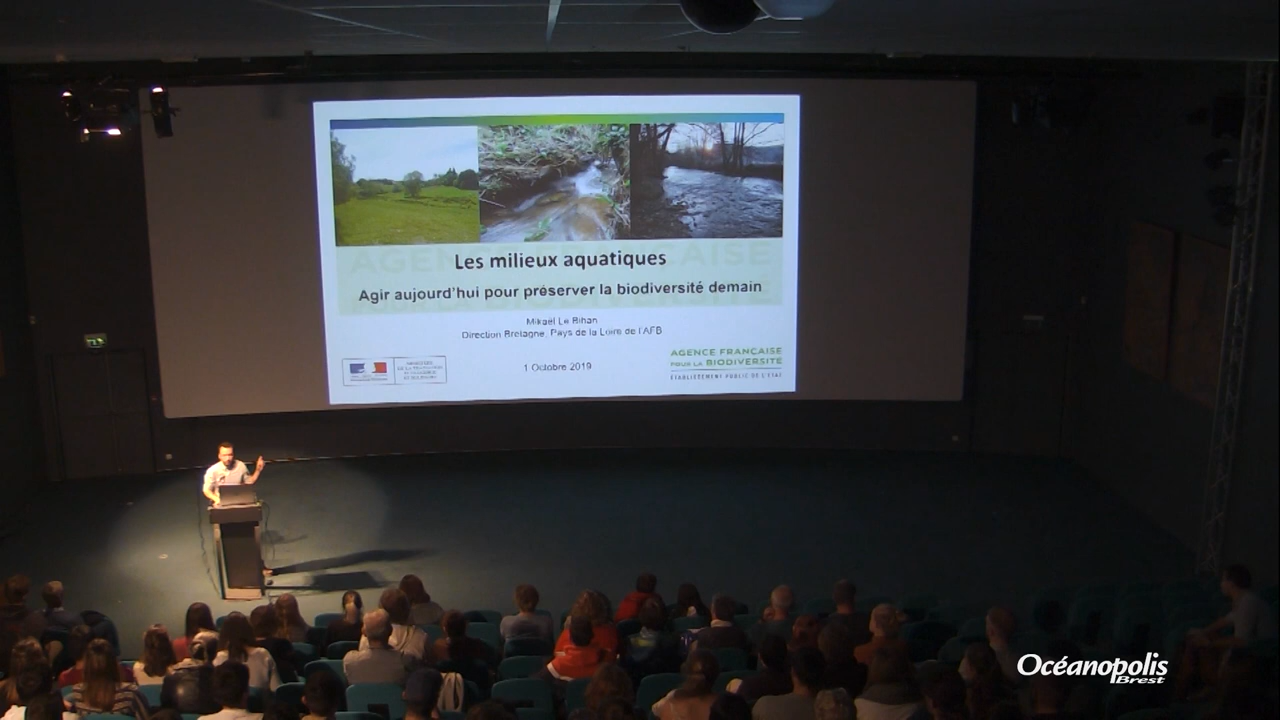 Les milieux aquatiques
Agir aujourd'hui pour préserver la biodiversité demain
Mikaël Le Bihan
Direction Bretagne, Pays de la Loire de l'AFB
1 Octobre 2019
AGENCE FRANÇAISE
POUR LA BIODIVERSITÉ
ÉTABLISSEMENT PUBLIC DE L'ÉTAT
Océanopolis
Brest